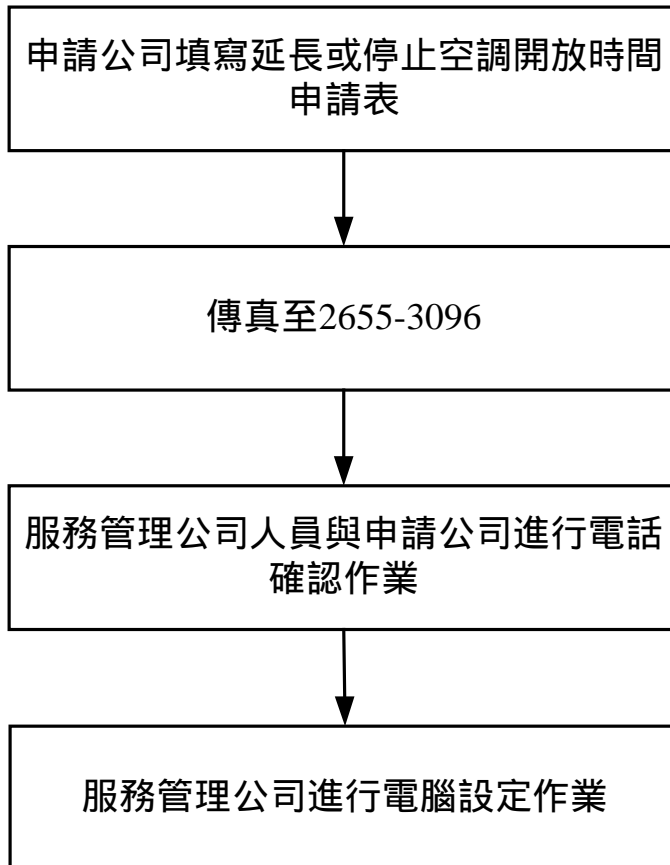 申請公司填寫延長或停止空調開放時間
申請表
傳真至2655-3096
服務管理公司人員與申請公司進行電話
確認作業
服務管理公司進行電腦設定作業